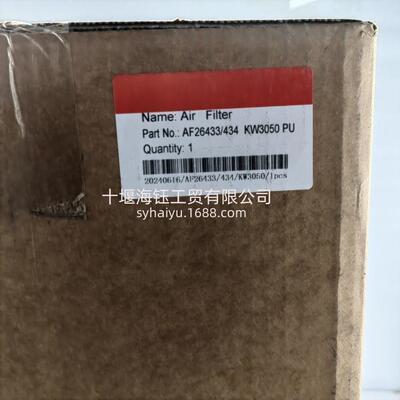 Name: Air Filter
Part No.: AF26433/434 KW3050 PU
Quantity: 1
20240616/AF26433/434/KW3050/1pcs
十堰海钰工贸有限公司
syhaiyu.1688.com